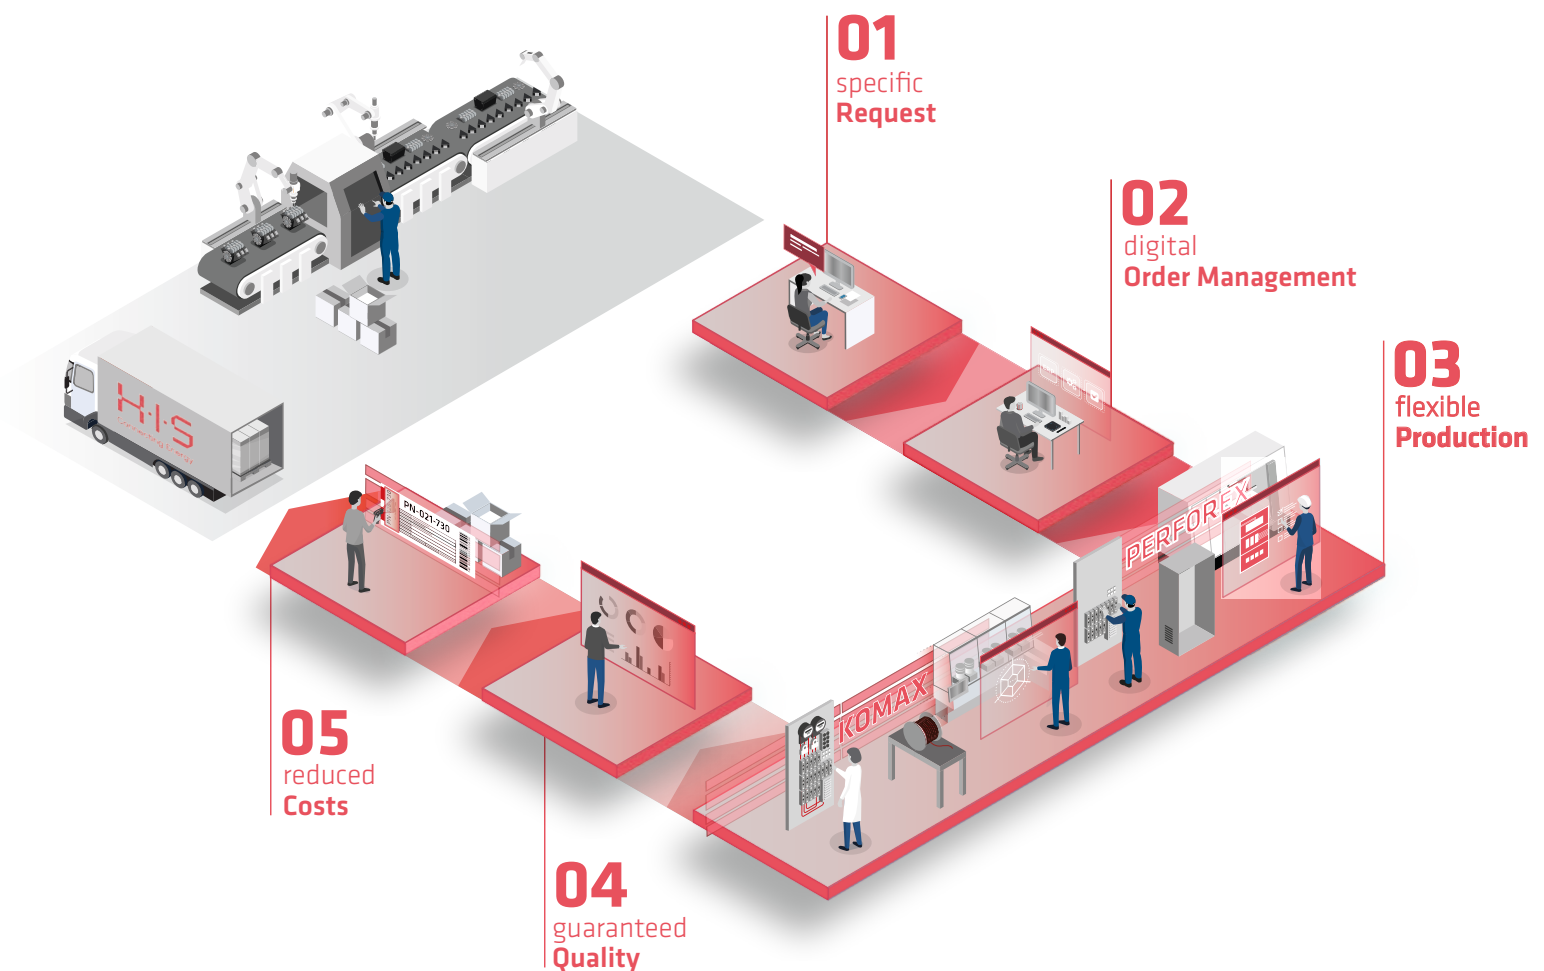 01
specific
Request
02
digital
Order Management
03
flexible
Production
H·I·S
PERFOREX
PN-021-730
KOMAX
05
reduced
Costs
04
guaranteed
Quality